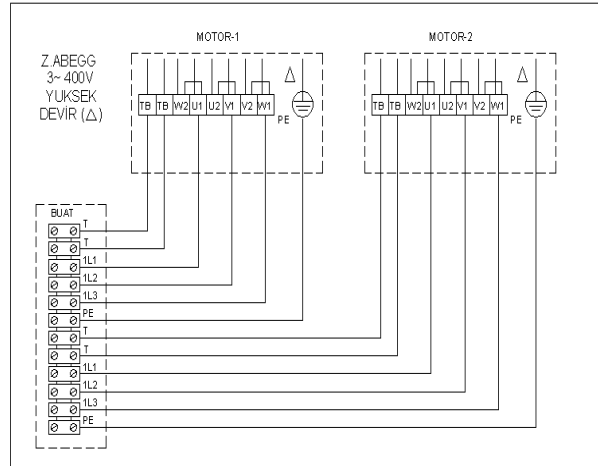 MOTOR-1
MOTOR-2
Z.ABEGG
3~ 400V
YUKSEK
DEVİR (△)
△
TB TB W2 U1 U2 V1 V2 W1
PE
△
TB TB W2 U1 U2 V1 V2 W1
PE
BUAT
T
T
1L1
1L2
1L3
PE
T
T
1L1
1L2
1L3
PE